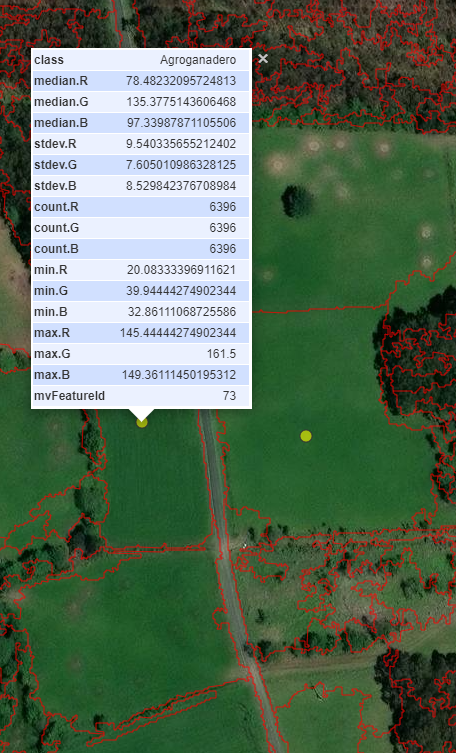 class Agroganadero
median.R 78.48232095724813
median.G 135.3775143606468
median.B 97.33987871105506
stdev.R 9.540335655212402
stdev.G 7.605010986328125
stdev.B 8.529842376708984
count.R 6396
count.G 6396
count.B 6396
min.R 20.08333396911621
min.G 39.94444274902344
min.B 32.86111068725586
max.R 145.44444274902344
max.G 161.5
max.B 149.36111450195312
mvFeatureId 73